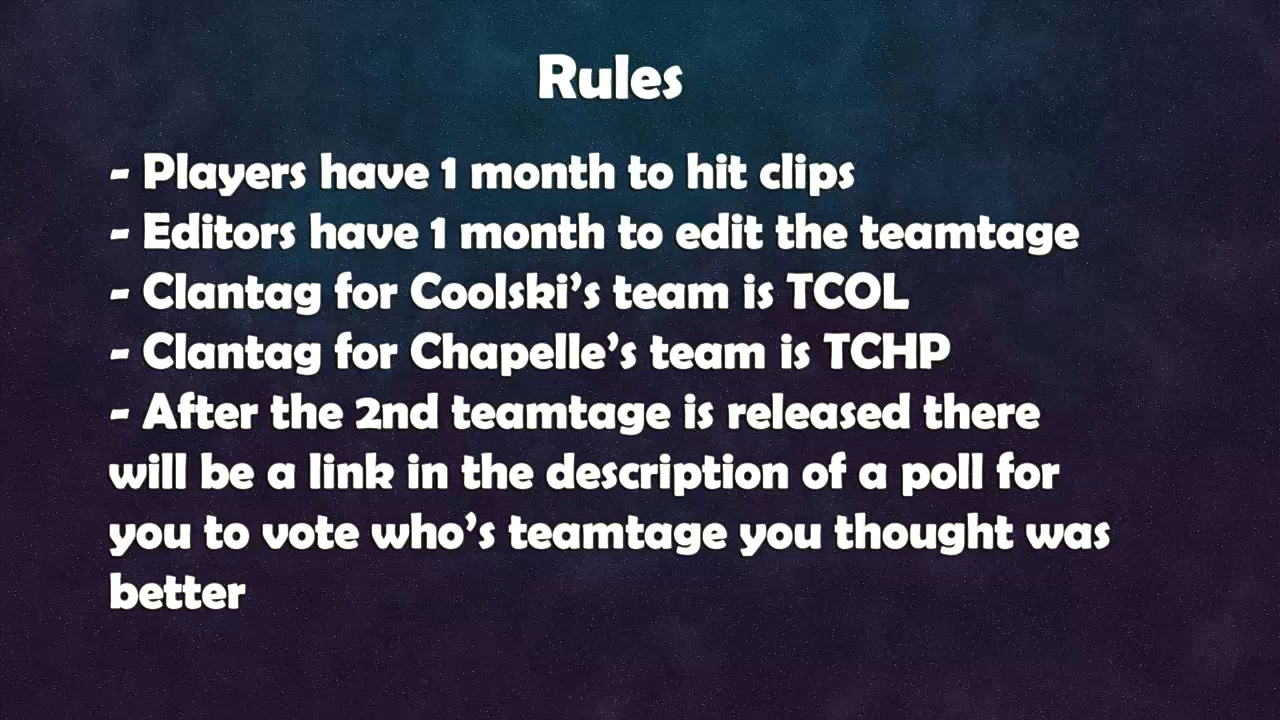 Rules
- Players have 1 month to hit clips
- Editors have 1 month to edit the teamtage
- Clantag for Coolski's team is TCOL
- Clantag for Chapelle's team is TCHP
- After the 2nd teamtage is released there
will be a link in the description of a poll for
you to vote who's teamtage you thought was
better